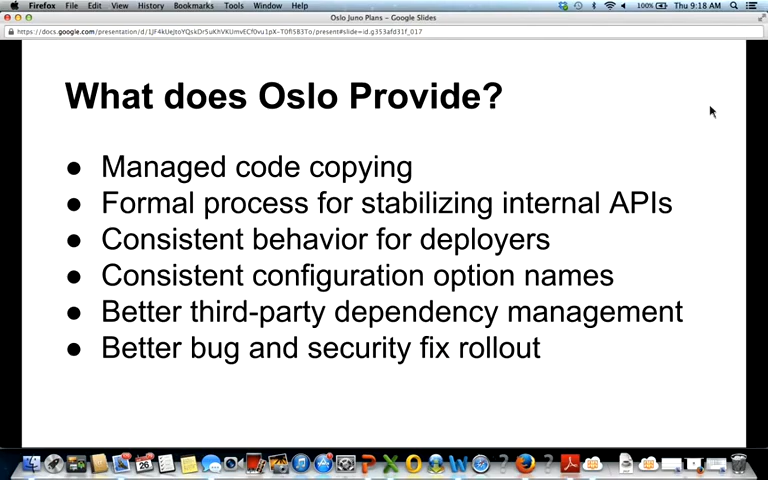 Firefox File Edit View History Bookmarks Tools Window Help 100% Thu 9:18 AM
Oslo Juno Plans – Google Slides
What does Oslo Provide?
● Managed code copying
● Formal process for stabilizing internal APIs
● Consistent behavior for deployers
● Consistent configuration option names
● Better third-party dependency management
● Better bug and security fix rollout
26